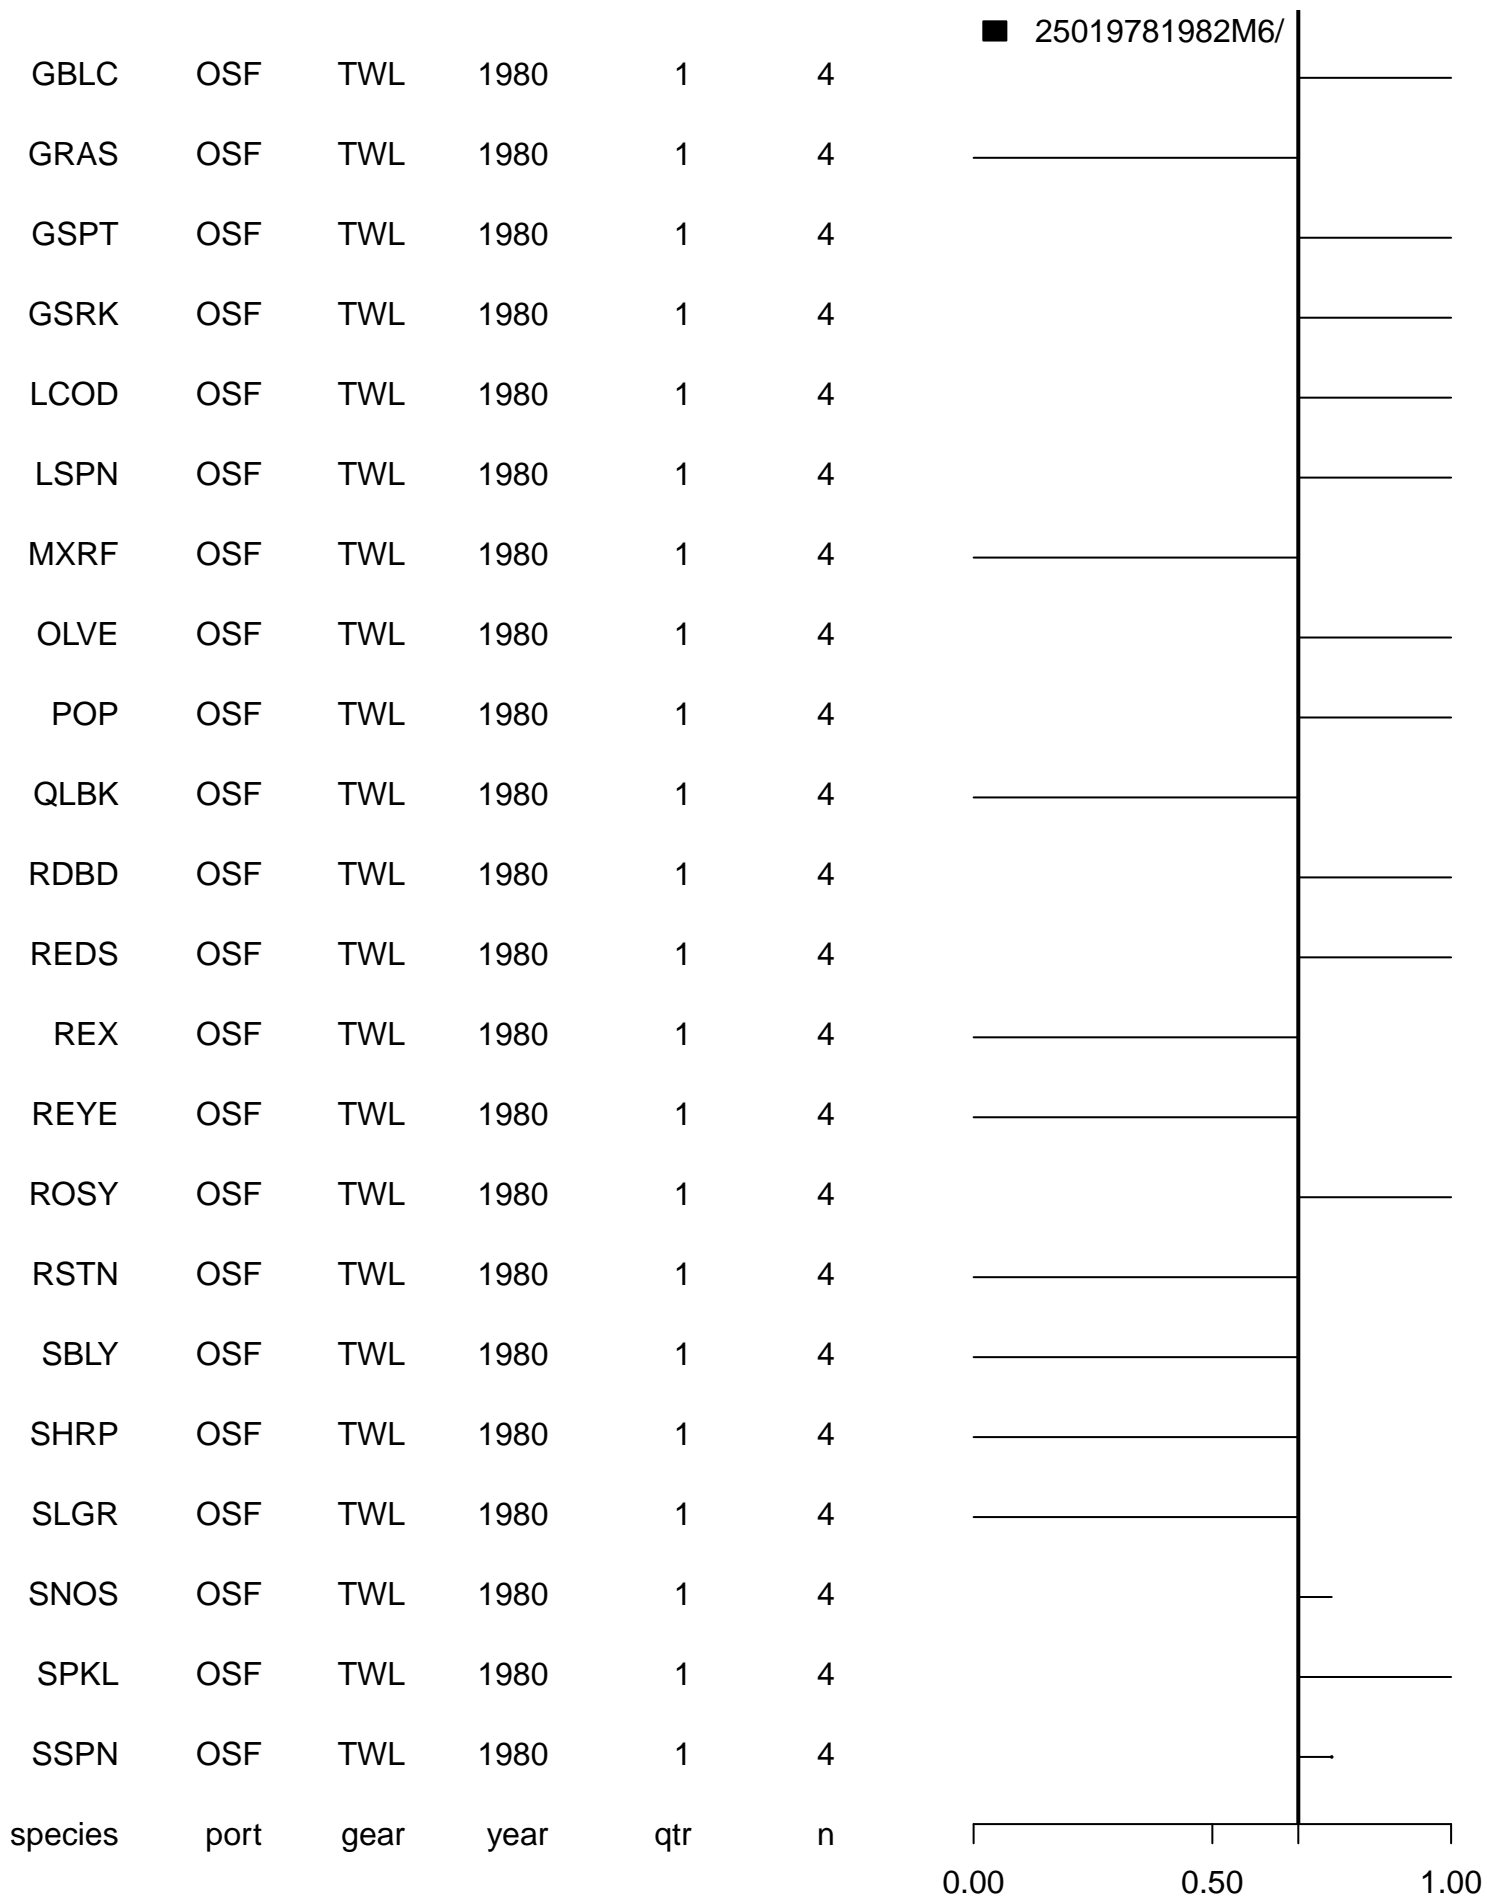 25019781982M6/
GBLC OSF TWL 1980 1 4
GRAS OSF TWL 1980 1 4
GSPT OSF TWL 1980 1 4
GSRK OSF TWL 1980 1 4
LCOD OSF TWL 1980 1 4
LSPN OSF TWL 1980 1 4
MXRF OSF TWL 1980 1 4
OLVE OSF TWL 1980 1 4
POP OSF TWL 1980 1 4
QLBK OSF TWL 1980 1 4
RDBD OSF TWL 1980 1 4
REDS OSF TWL 1980 1 4
REX OSF TWL 1980 1 4
REYE OSF TWL 1980 1 4
ROSY OSF TWL 1980 1 4
RSTN OSF TWL 1980 1 4
SBLY OSF TWL 1980 1 4
SHRP OSF TWL 1980 1 4
SLGR OSF TWL 1980 1 4
SNOS OSF TWL 1980 1 4
SPKL OSF TWL 1980 1 4
SSPN OSF TWL 1980 1 4
species port gear year qtr n
0.00 0.50 1.00